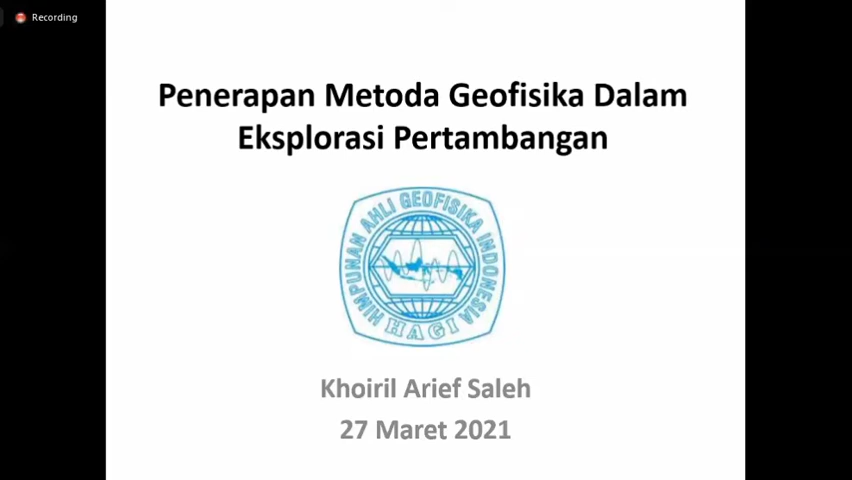 Recording
Penerapan Metoda Geofisika Dalam
Eksplorasi Pertambangan
HIMPUNAN AHLI GEOFISIKA INDONESIA
HAGI
Khoiril Arief Saleh
27 Maret 2021